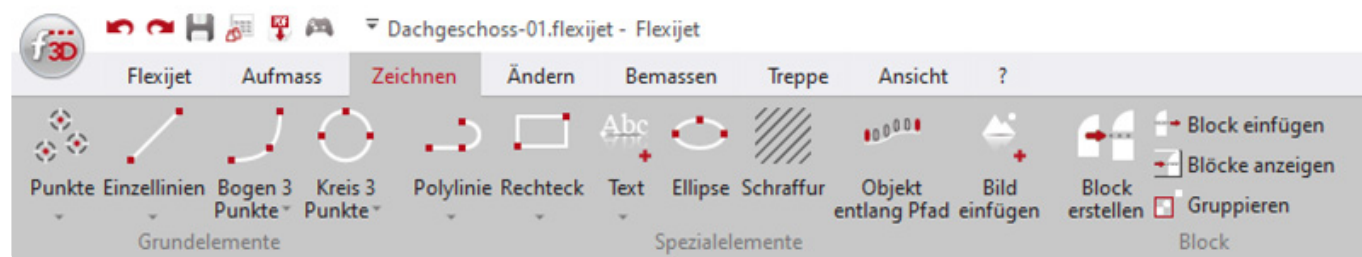 f3D
Dachgeschoss-01.flexijet - Flexijet
Flexijet Aufmass Zeichnen Ändern Bemassen Treppe Ansicht ?
PDF
Abc
Punkte Einzellinien Bogen 3 Punkte Kreis 3 Punkte Polylinie Rechteck Text Ellipse Schraffur Objekt entlang Pfad Bild einfügen Block erstellen
Block einfügen
Blöcke anzeigen
Gruppieren
Grundelemente Spezialelemente Block